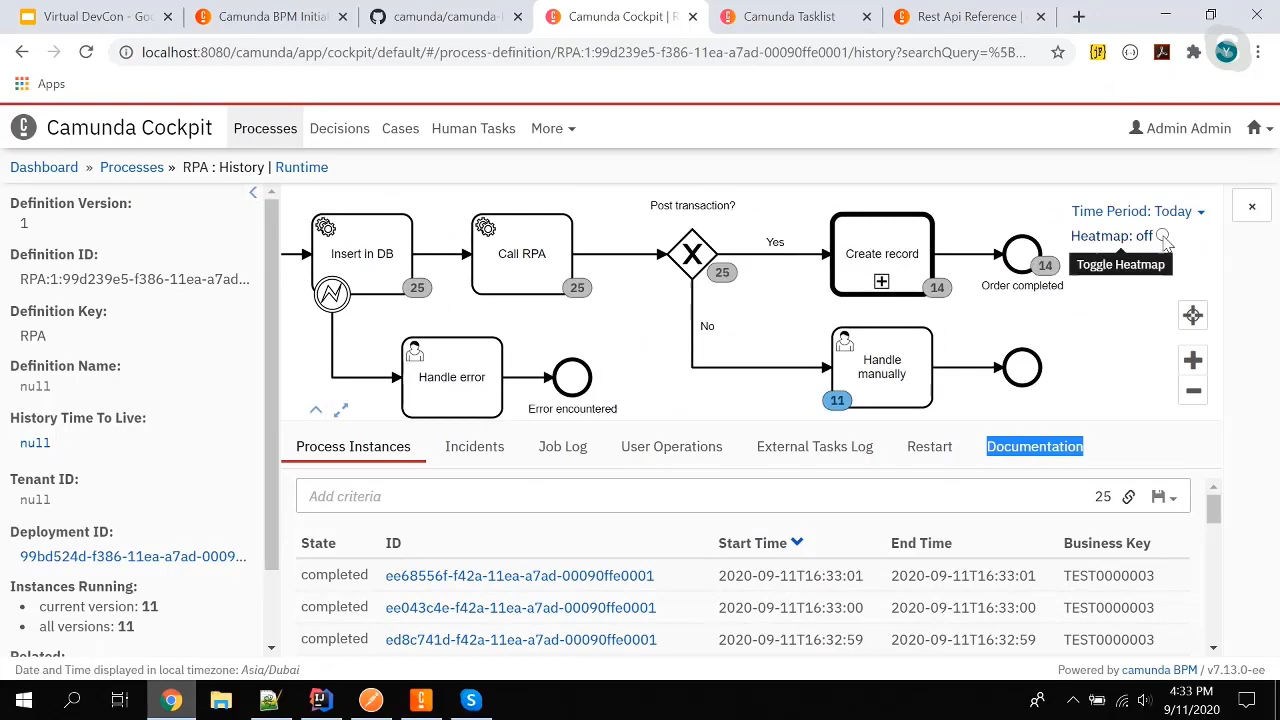 Virtual DevCon - Goo
Camunda BPM Initia
camunda/camunda-
Camunda Cockpit | R
Camunda Tasklist
Rest Api Reference |
localhost:8080/camunda/app/cockpit/default/#/process-definition/RPA:1:99d239e5-f386-11ea-a7ad-00090ffe0001/history?searchQuery=%5B...
Y
Apps
Camunda Cockpit
Processes
Decisions
Cases
Human Tasks
More
Admin Admin
Dashboard » Processes » RPA : History | Runtime
Definition Version:
1
Definition ID:
RPA:1:99d239e5-f386-11ea-a7ad...
Definition Key:
RPA
Definition Name:
null
History Time To Live:
null
Tenant ID:
null
Deployment ID:
99bd524d-f386-11ea-a7ad-0009...
Instances Running:
current version: 11
all versions: 11
Related:
Post transaction?
Insert in DB
25
Call RPA
25
25
Yes
Create record
14
14
Order completed
No
Handle error
Error encountered
Handle
manually
11
Time Period: Today
Heatmap: off
Toggle Heatmap
Process Instances
Incidents
Job Log
User Operations
External Tasks Log
Restart
Documentation
Add criteria
25
State
ID
Start Time
End Time
Business Key
completed ee68556f-f42a-11ea-a7ad-00090ffe0001 2020-09-11T16:33:01 2020-09-11T16:33:01 TEST0000003
completed ee043c4e-f42a-11ea-a7ad-00090ffe0001 2020-09-11T16:33:00 2020-09-11T16:33:00 TEST0000003
completed ed8c741d-f42a-11ea-a7ad-00090ffe0001 2020-09-11T16:32:59 2020-09-11T16:32:59 TEST0000003
Date and Time displayed in local timezone: Asia/Dubai
Powered by camunda BPM / v7.13.0-ee
4:33 PM
9/11/2020